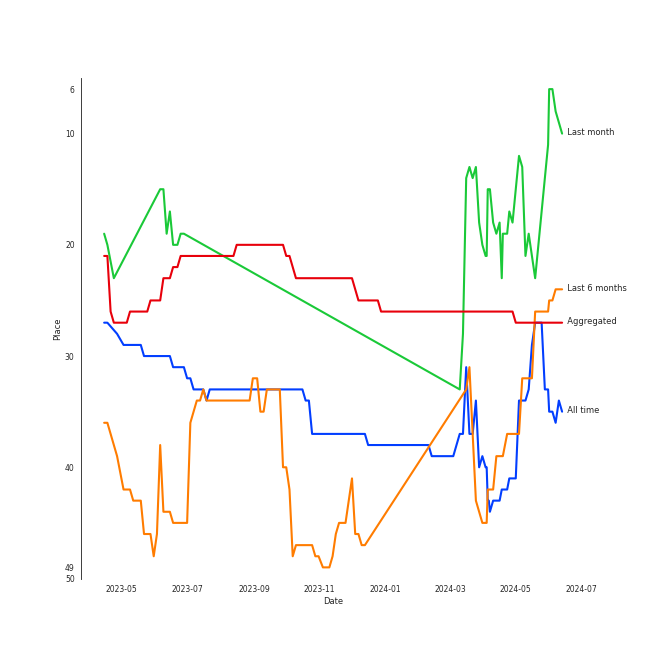 6
10
20
30
40
49
50
Place
Last month
Last 6 months
Aggregated
All time
2023-05 2023-07 2023-09 2023-11 2024-01 2024-03 2024-05 2024-07
Date